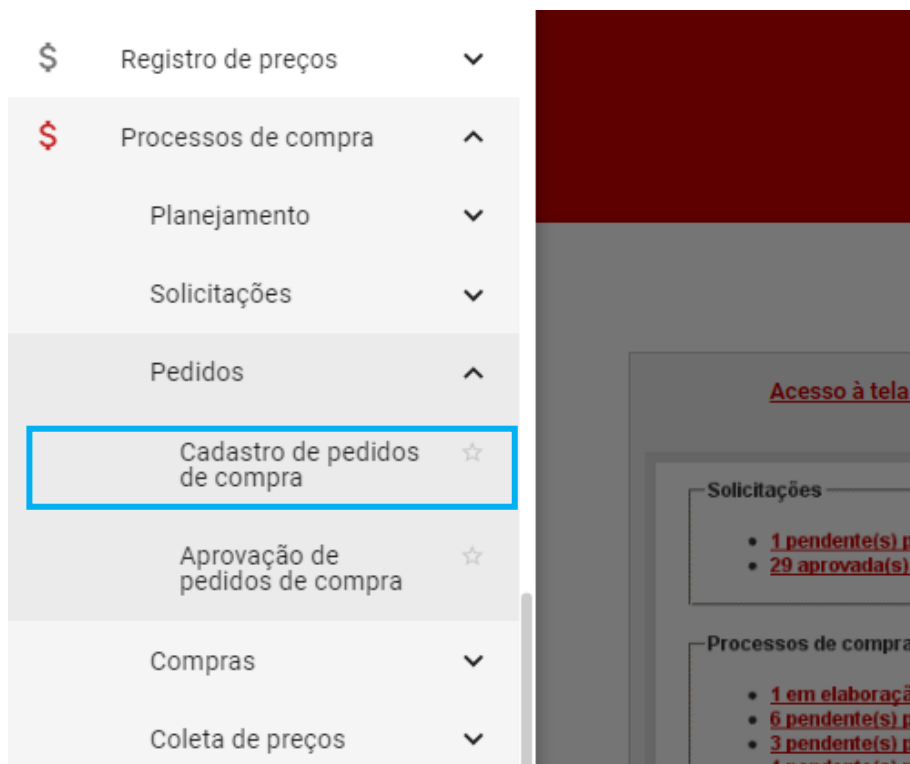 $ Registro de preços
$ Processos de compra
Planejamento
Solicitações
Pedidos
Cadastro de pedidos
de compra
Aprovação de
pedidos de compra
Compras
Coleta de preços
Acesso à tela
Solicitações
1 pendente(s) p
29 aprovada(s)
Processos de compra
1 em elaboraçã
6 pendente(s) p
3 pendente(s) p